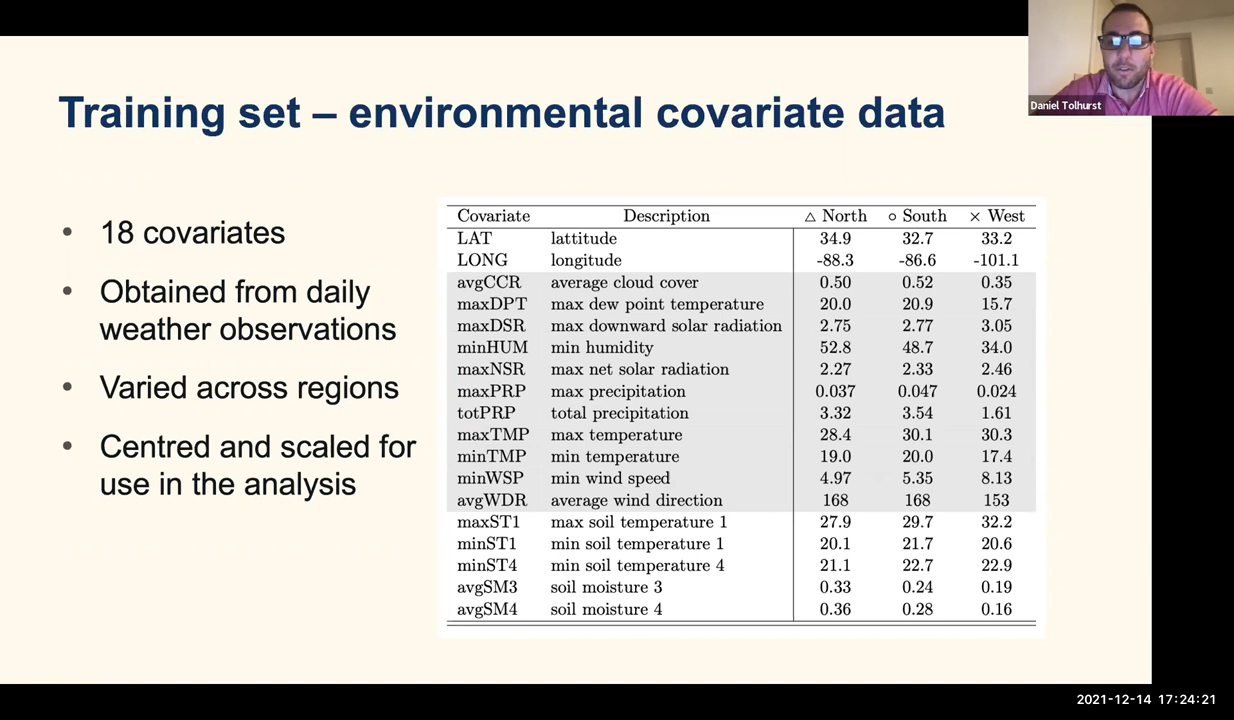 Daniel Tolhurst
Training set – environmental covariate data
• 18 covariates
• Obtained from daily
weather observations
• Varied across regions
• Centred and scaled for
use in the analysis
Covariate Description △ North ○ South × West
LAT lattitude 34.9 32.7 33.2
LONG longitude -88.3 -86.6 -101.1
avgCCR average cloud cover 0.50 0.52 0.35
maxDPT max dew point temperature 20.0 20.9 15.7
maxDSR max downward solar radiation 2.75 2.77 3.05
minHUM min humidity 52.8 48.7 34.0
maxNSR max net solar radiation 2.27 2.33 2.46
maxPRP max precipitation 0.037 0.047 0.024
totPRP total precipitation 3.32 3.54 1.61
maxTMP max temperature 28.4 30.1 30.3
minTMP min temperature 19.0 20.0 17.4
minWSP min wind speed 4.97 5.35 8.13
avgWDR average wind direction 168 168 153
maxST1 max soil temperature 1 27.9 29.7 32.2
minST1 min soil temperature 1 20.1 21.7 20.6
minST4 min soil temperature 4 21.1 22.7 22.9
avgSM3 soil moisture 3 0.33 0.24 0.19
avgSM4 soil moisture 4 0.36 0.28 0.16
2021-12-14 17:24:21